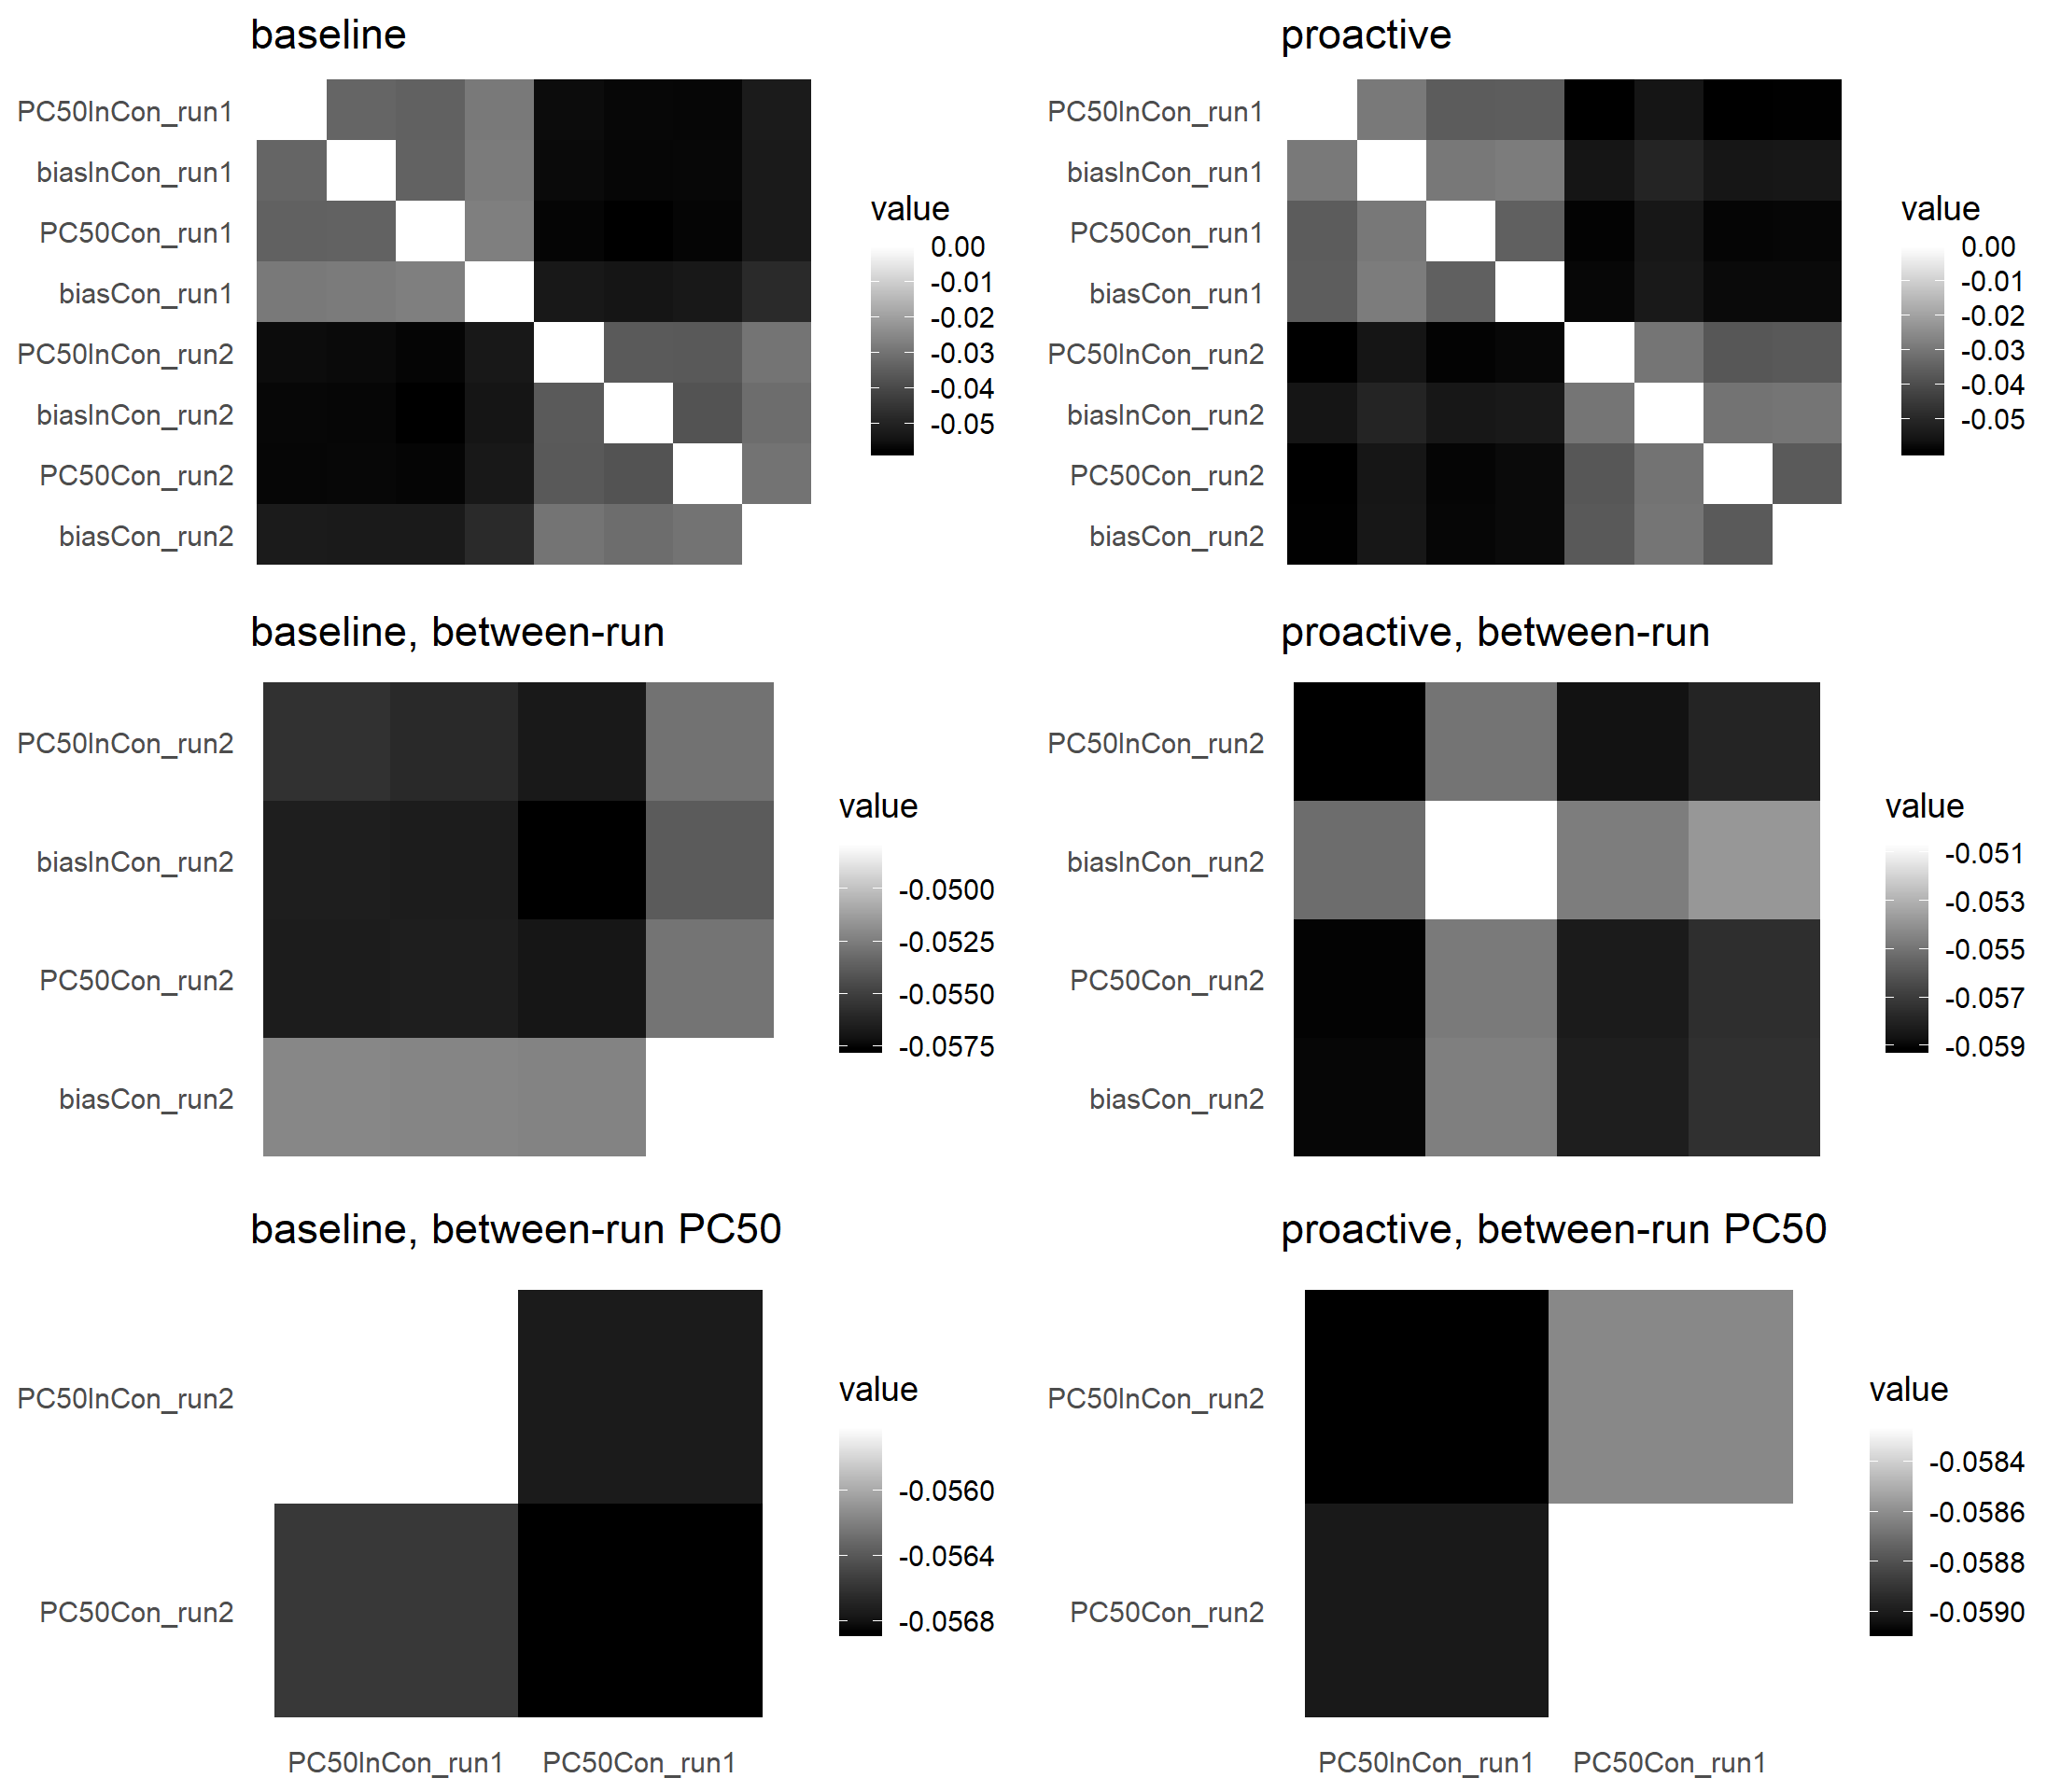 baseline
PC50InCon_run1
biasInCon_run1
PC50Con_run1
biasCon_run1
PC50InCon_run2
biasInCon_run2
PC50Con_run2
biasCon_run2
value
0.00
-0.01
-0.02
-0.03
-0.04
-0.05
proactive
PC50InCon_run1
biasInCon_run1
PC50Con_run1
biasCon_run1
PC50InCon_run2
biasInCon_run2
PC50Con_run2
biasCon_run2
value
0.00
-0.01
-0.02
-0.03
-0.04
-0.05
baseline, between-run
PC50InCon_run2
biasInCon_run2
PC50Con_run2
biasCon_run2
value
-0.0500
-0.0525
-0.0550
-0.0575
proactive, between-run
PC50InCon_run2
biasInCon_run2
PC50Con_run2
biasCon_run2
value
-0.051
-0.053
-0.055
-0.057
-0.059
baseline, between-run PC50
PC50InCon_run2
PC50Con_run2
PC50InCon_run1
PC50Con_run1
value
-0.0560
-0.0564
-0.0568
proactive, between-run PC50
PC50InCon_run2
PC50Con_run2
PC50InCon_run1
PC50Con_run1
value
-0.0584
-0.0586
-0.0588
-0.0590